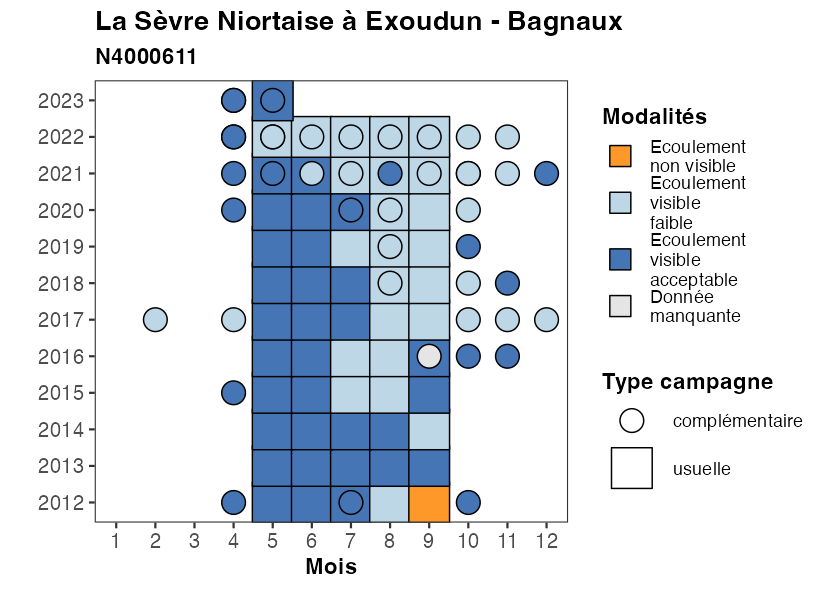 La Sèvre Niortaise à Exoudun - Bagnaux
N4000611
2023
2022
2021
2020
2019
2018
2017
2016
2015
2014
2013
2012
1 2 3 4 5 6 7 8 9 10 11 12
Mois
Modalités
Ecoulement
non visible
Ecoulement
visible
faible
Ecoulement
visible
acceptable
Donnée
manquante
Type campagne
complémentaire
usuelle